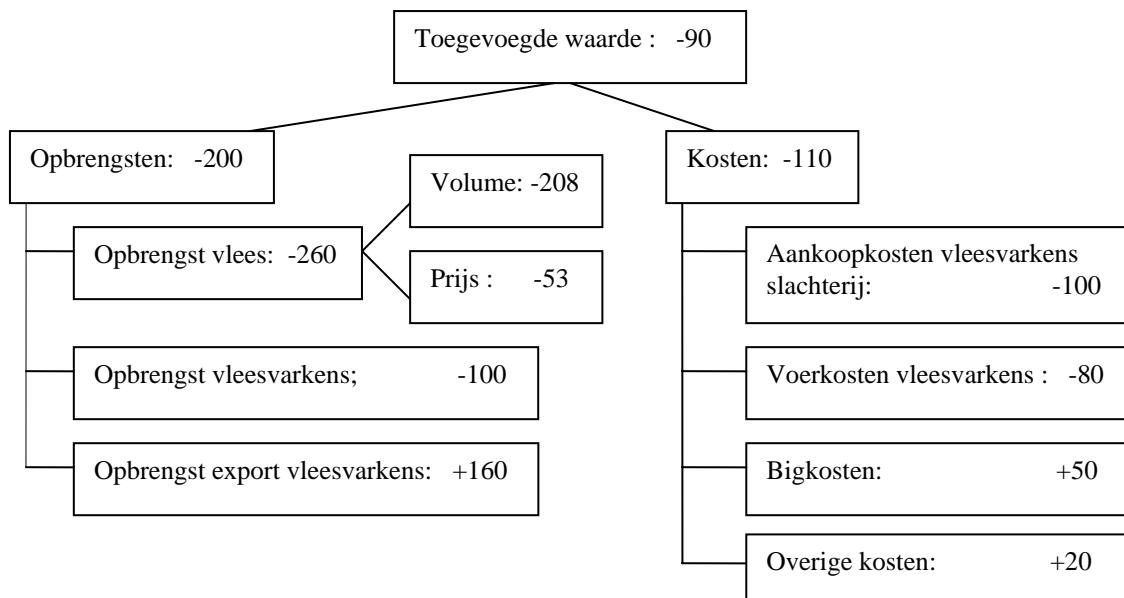 Toegevoegde waarde : -90
Opbrengsten: -200
Kosten: -110
Volume: -208
Opbrengst vlees: -260
Prijs : -53
Opbrengst vleesvarkens; -100
Opbrengst export vleesvarkens: +160
Aankoopkosten vleesvarkens
slachterij: -100
Voerkosten vleesvarkens : -80
Bigkosten: +50
Overige kosten: +20